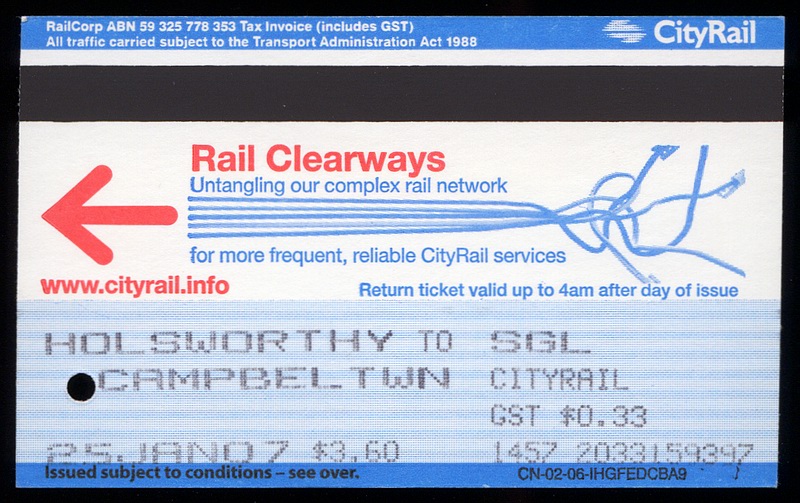 RailCorp ABN 59 325 778 353 Tax Invoice (includes GST)
All traffic carried subject to the Transport Administration Act 1988
CityRail
Rail Clearways
Untangling our complex rail network
for more frequent, reliable CityRail services
www.cityrail.info
Return ticket valid up to 4am after day of issue
HOLSWORTHY TO SGL
CAMPBELTWN CITYRAIL
GST $0.33
25JAN07 $3.60 1457 2033159397
Issued subject to conditions – see over. CN-02-06-IHGFEDCBA9